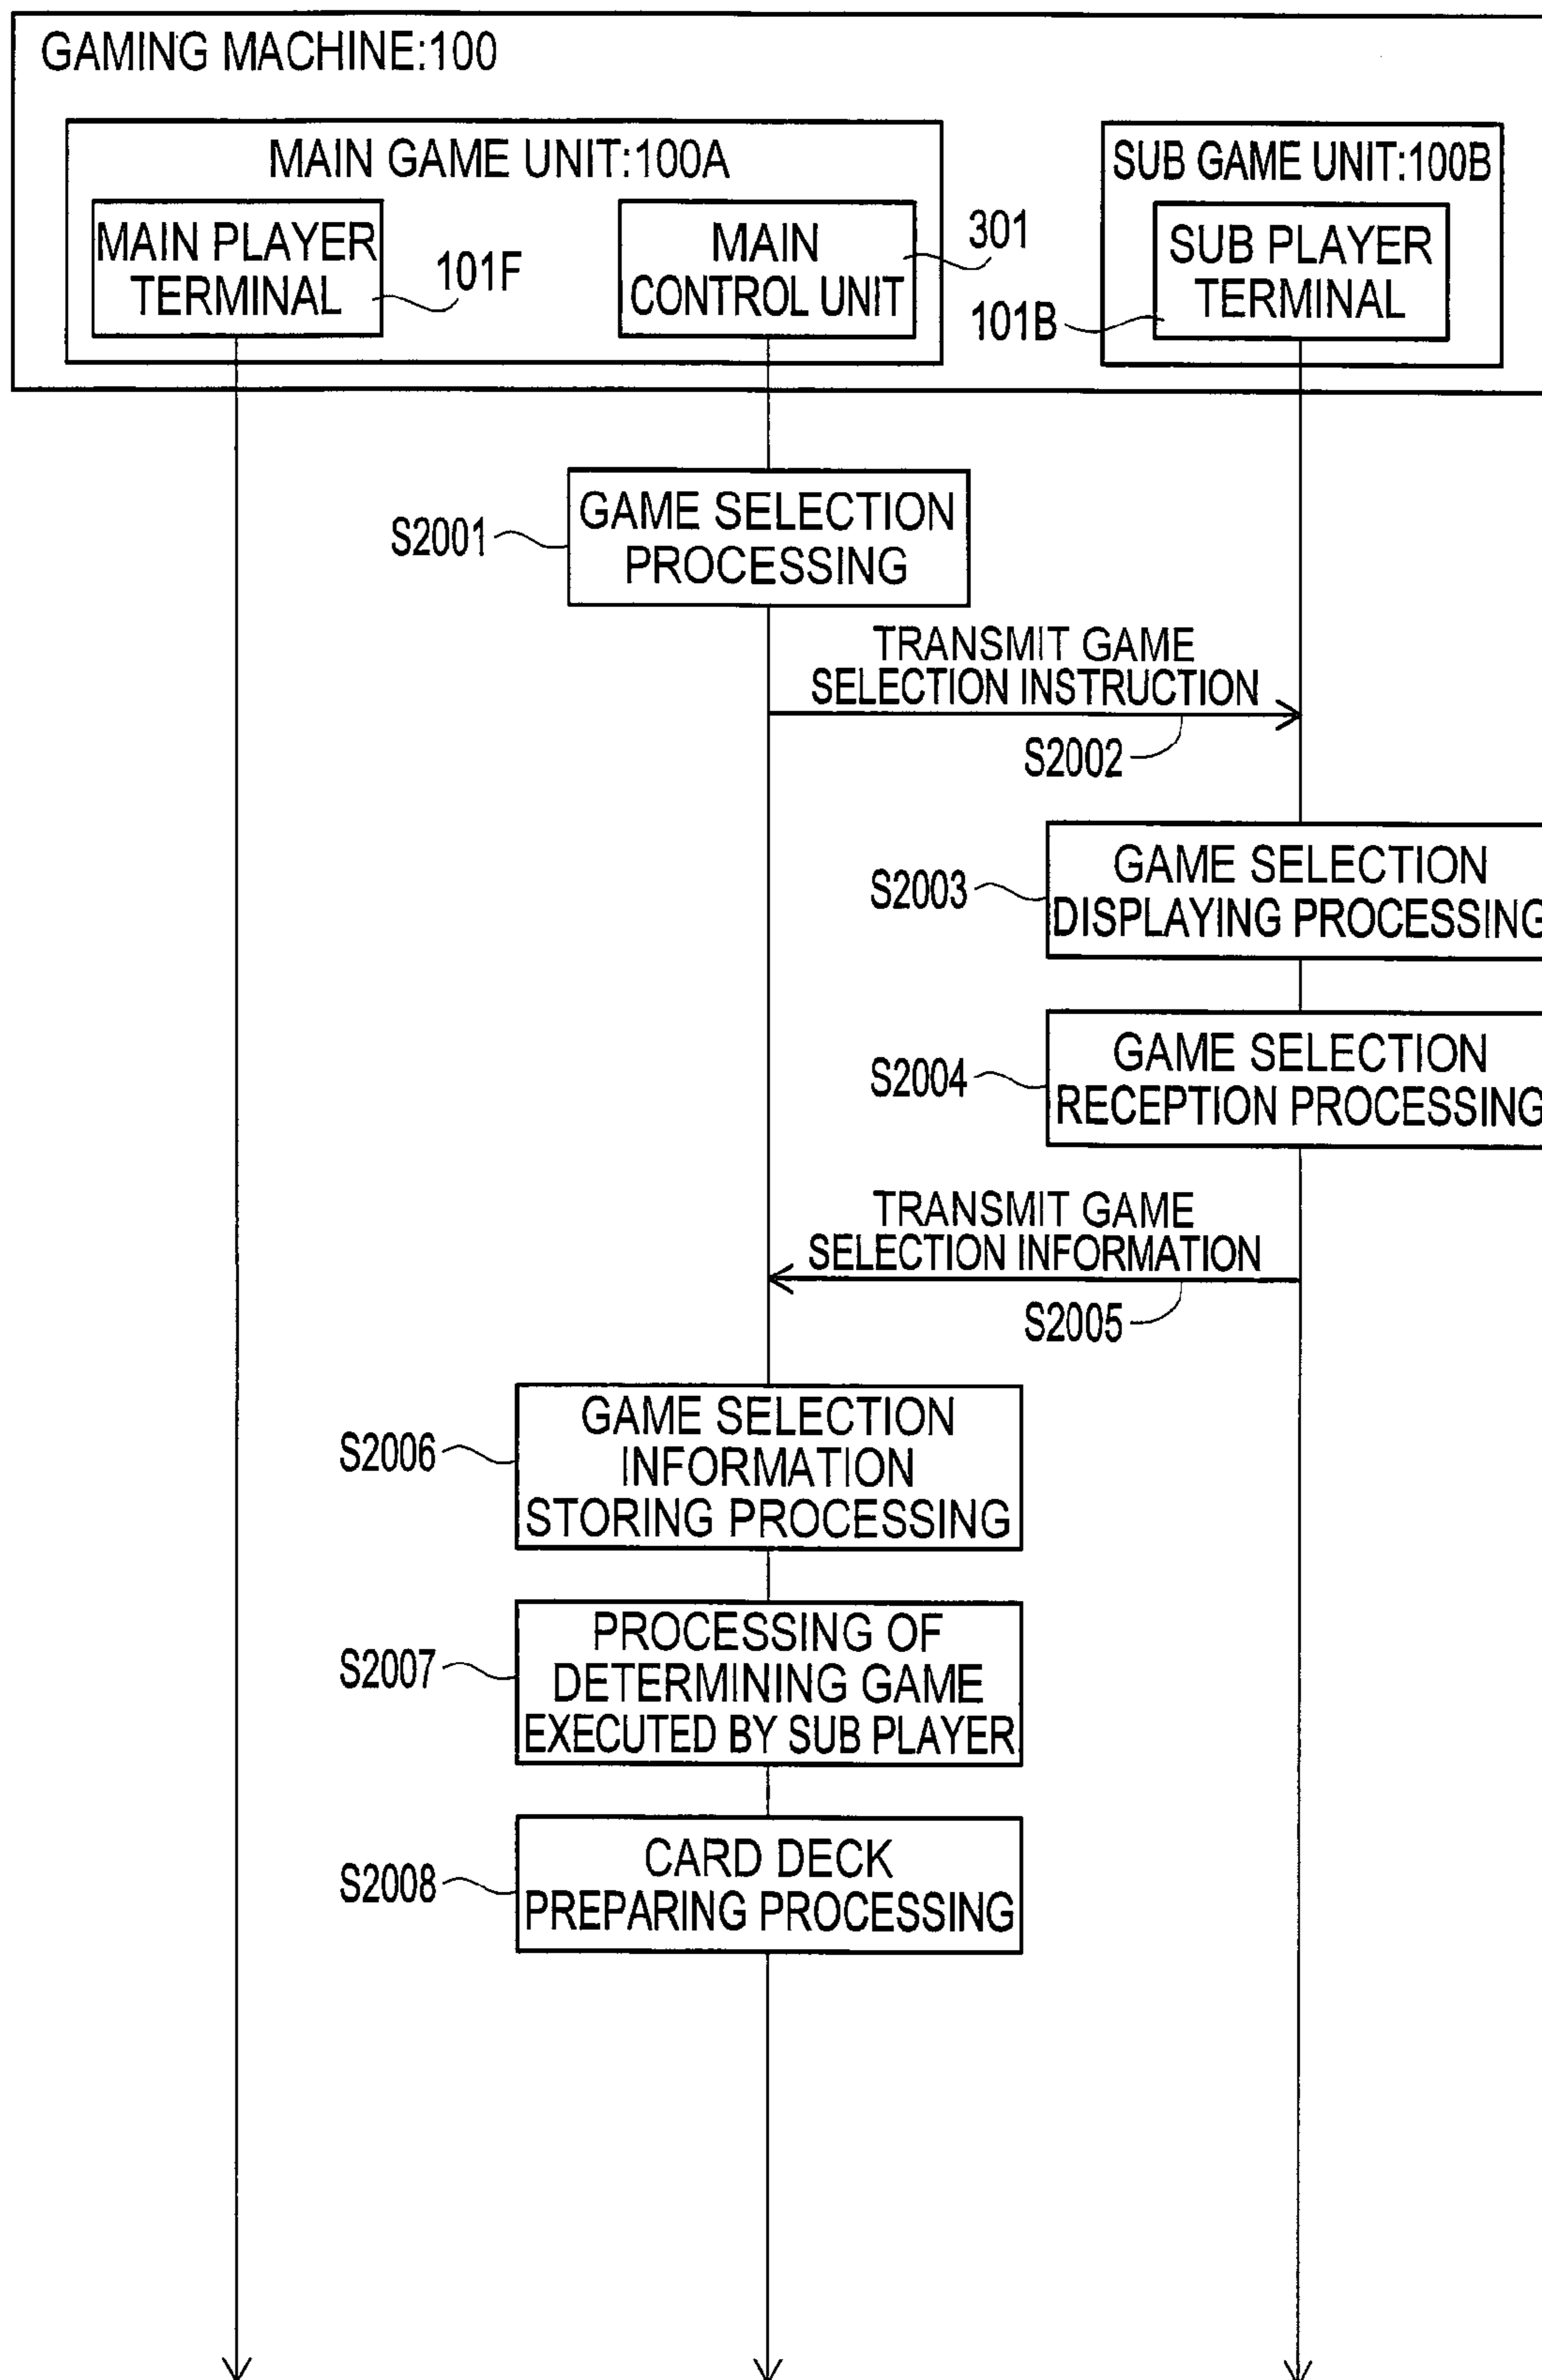 GAMING MACHINE:100
MAIN GAME UNIT:100A
MAIN PLAYER
TERMINAL
101F
MAIN
CONTROL UNIT
301
SUB GAME UNIT:100B
SUB PLAYER
TERMINAL
101B
S2001
GAME SELECTION
PROCESSING
TRANSMIT GAME
SELECTION INSTRUCTION
S2002
S2003
GAME SELECTION
DISPLAYING PROCESSING
S2004
GAME SELECTION
RECEPTION PROCESSING
TRANSMIT GAME
SELECTION INFORMATION
S2005
S2006
GAME SELECTION
INFORMATION
STORING PROCESSING
S2007
PROCESSING OF
DETERMINING GAME
EXECUTED BY SUB PLAYER
S2008
CARD DECK
PREPARING PROCESSING